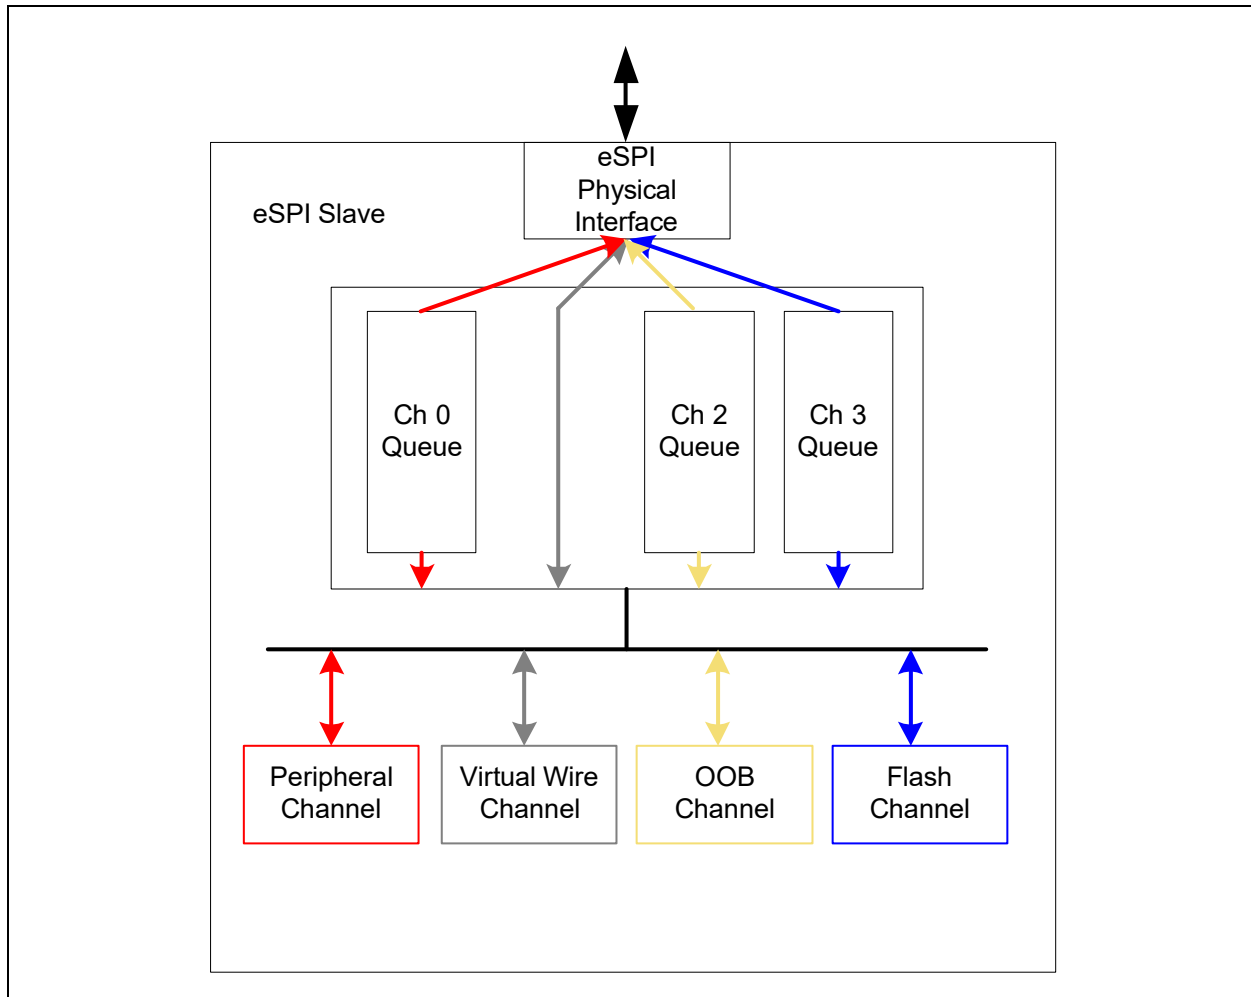 eSPI
Physical
Interface
eSPI Slave
Ch 0
Queue
Ch 2
Queue
Ch 3
Queue
Peripheral
Channel
Virtual Wire
Channel
OOB
Channel
Flash
Channel